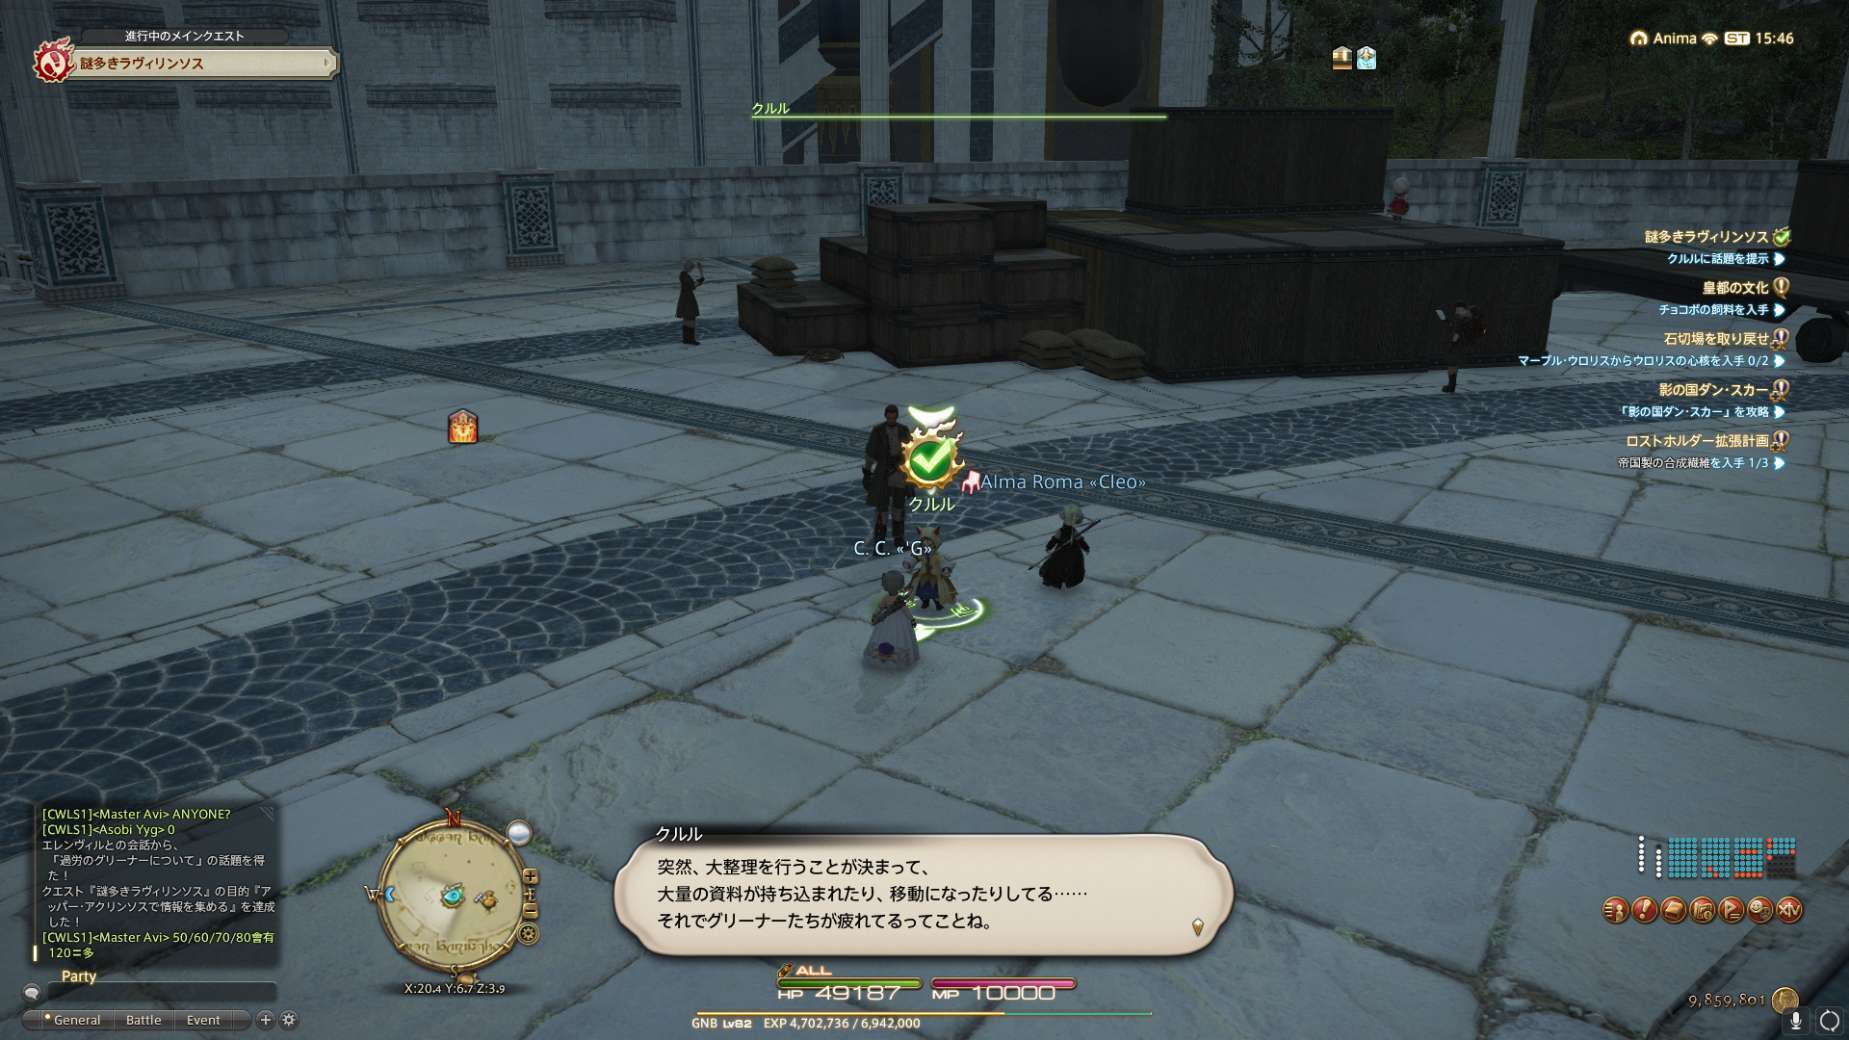 進行中のメインクエスト
謎多きラヴィリンソス
Anima ST 15:46
クルル
謎多きラヴィリンソス
クルルに話題を提示
皇都の文化
チョコボの飼料を入手
石切場を取り戻せ
マーブル・ウロリスからウロリスの心核を入手 0/2
影の国ダン・スカー
「影の国ダン・スカー」を攻略
ロストホルダー拡張計画
帝国製の合成繊維を入手 1/3
Alma Roma «Cleo»
クルル
C. C. «'G»
[CWLS1]<Master Avi> ANYONE?
[CWLS1]<Asobi Yyg> 0
エレンヴィルとの会話から、
「過労のグリーナーについて」の話題を得
た！
クエスト『謎多きラヴィリンソス』の目的『ア
ッパー・アクリンソスで情報を集める』を達成
した！
[CWLS1]<Master Avi> 50/60/70/80會有
120=多
Party
General Battle Event
N
S
W
X:20.4 Y:6.7 Z:3.9
クルル
突然、大整理を行うことが決まって、
大量の資料が持ち込まれたり、移動になったりしてる……
それでグリーナーたちが疲れてるってことね。
ALL
HP 49187 MP 10000
GNB Lv82 EXP 4,702,736 / 6,942,000
XIV
9,859,801